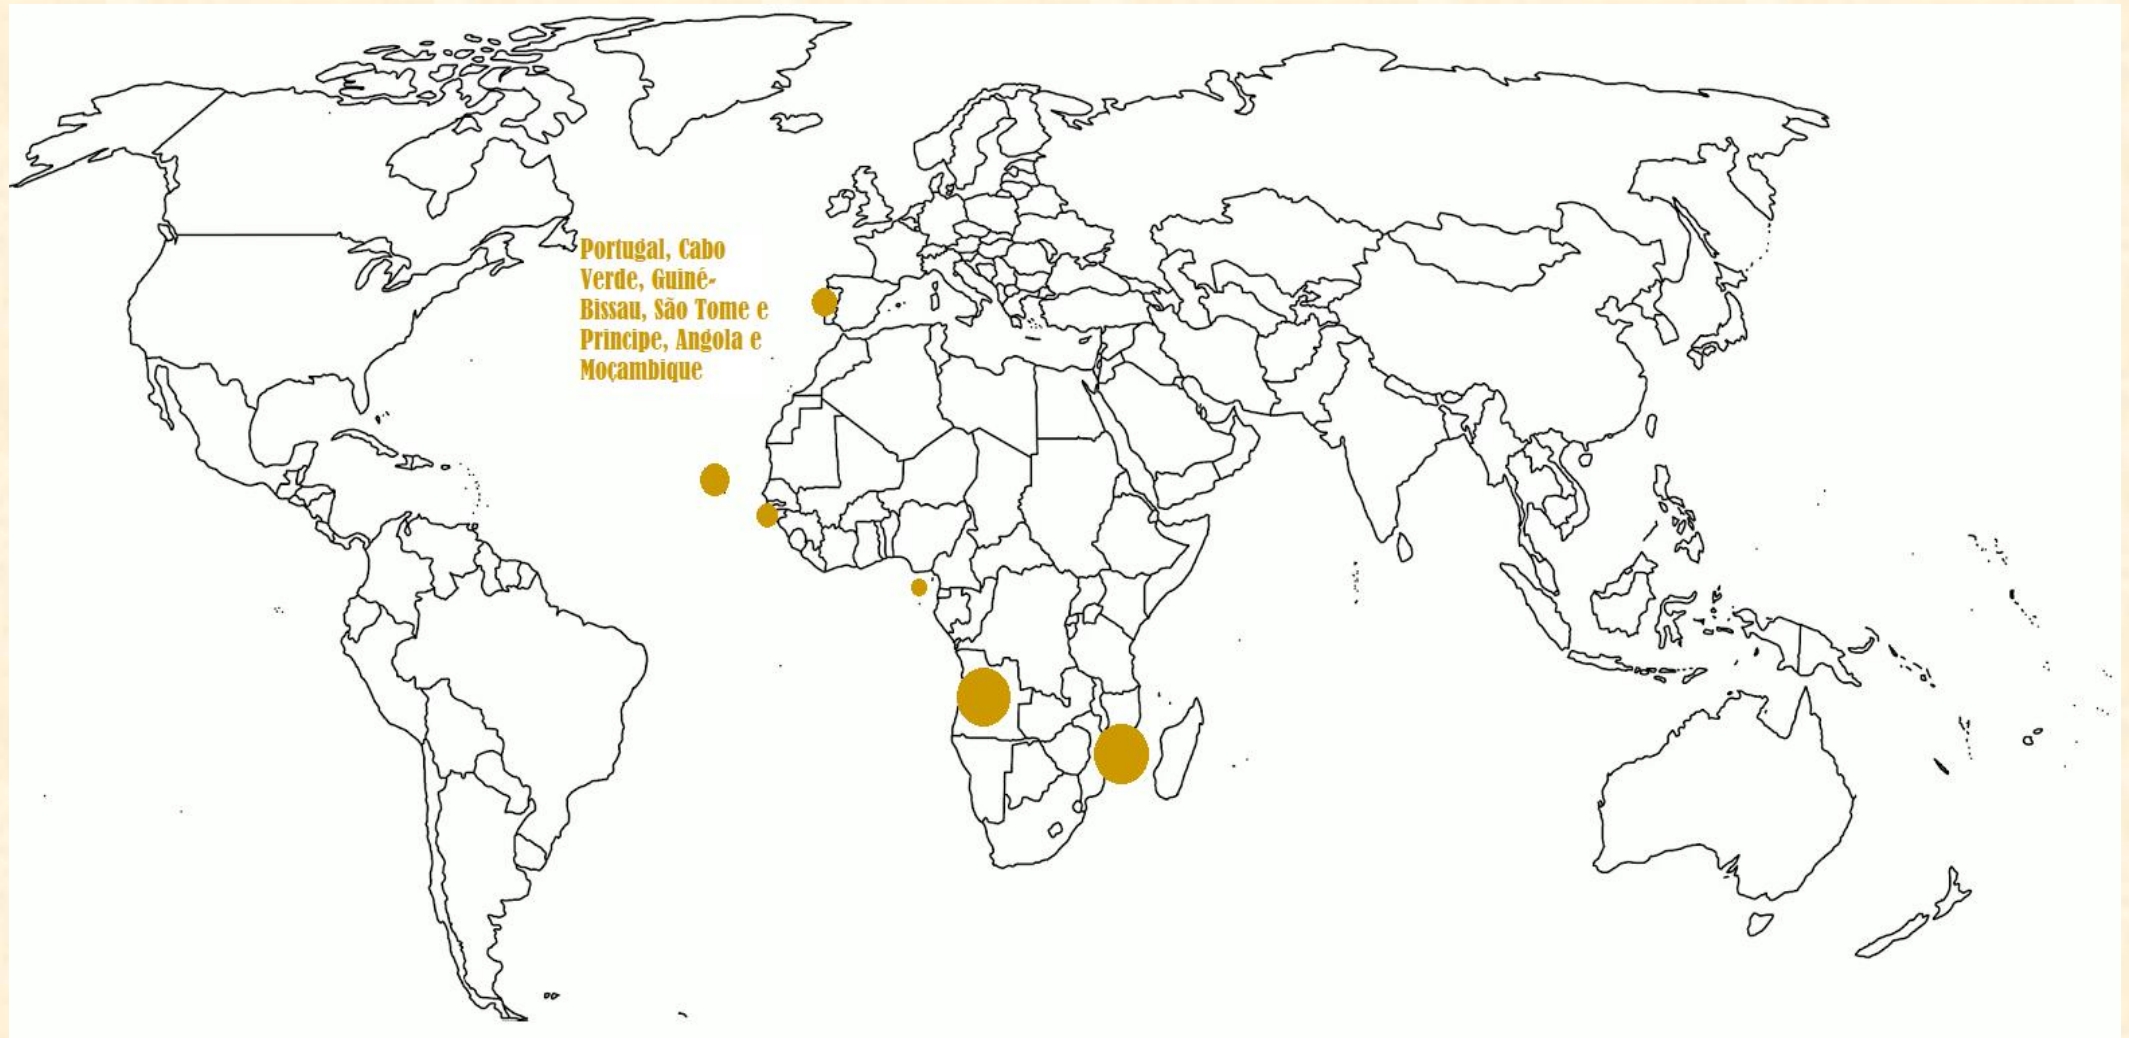 Portugal, Cabo
Verde, Guiné-
Bissau, São Tome e
Principe, Angola e
Moçambique